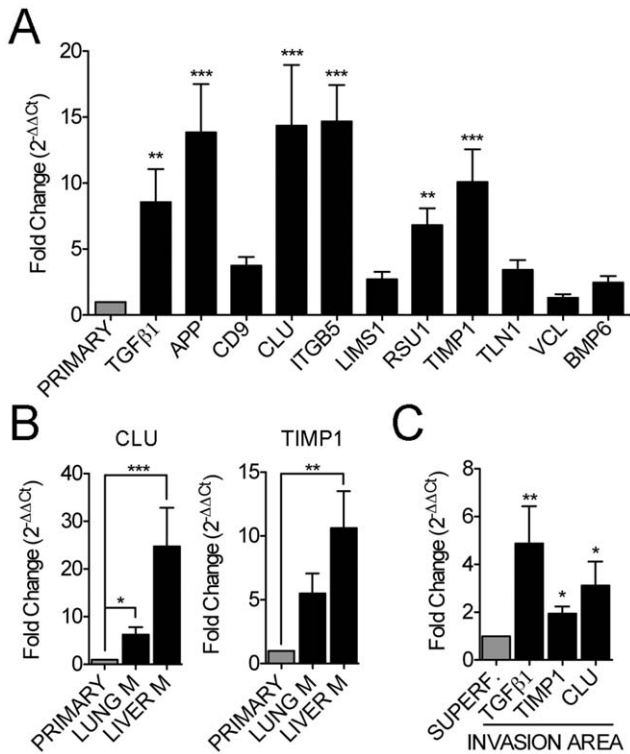 A
Fold Change (2-ΔΔCt)
20
15
10
5
0
** *** *** *** ** ***
PRIMARY TGFβ1 APP CD9 CLU ITGB5 LIMS1 RSU1 TIMP1 TLN1 VCL BMP6
B
CLU
Fold Change (2-ΔΔCt)
40
30
20
10
0
***
*
PRIMARY LUNG M LIVER M
TIMP1
Fold Change (2-ΔΔCt)
15
10
5
0
**
PRIMARY LUNG M LIVER M
C
Fold Change (2-ΔΔCt)
8
6
4
2
0
** * *
SUPERF. TGFβ1 TIMP1 CLU
INVASION AREA